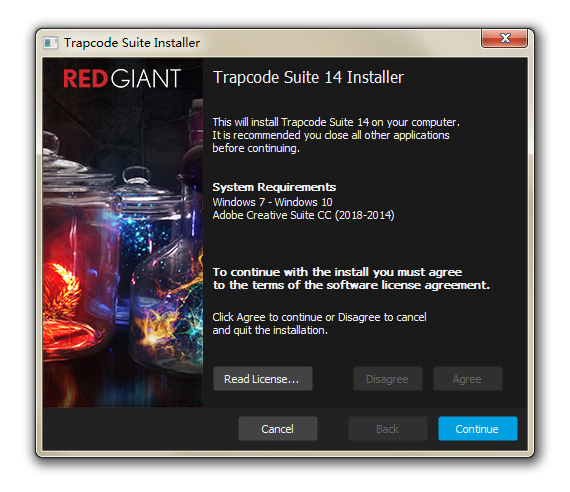 Trapcode Suite Installer
RED GIANT
Trapcode Suite 14 Installer
This will install Trapcode Suite 14 on your computer.
It is recommended you close all other applications
before continuing.
System Requirements
Windows 7 - Windows 10
Adobe Creative Suite CC (2018-2014)
To continue with the install you must agree
to the terms of the software license agreement.
Click Agree to continue or Disagree to cancel
and quit the installation.
Read License...
Disagree
Agree
Cancel
Back
Continue